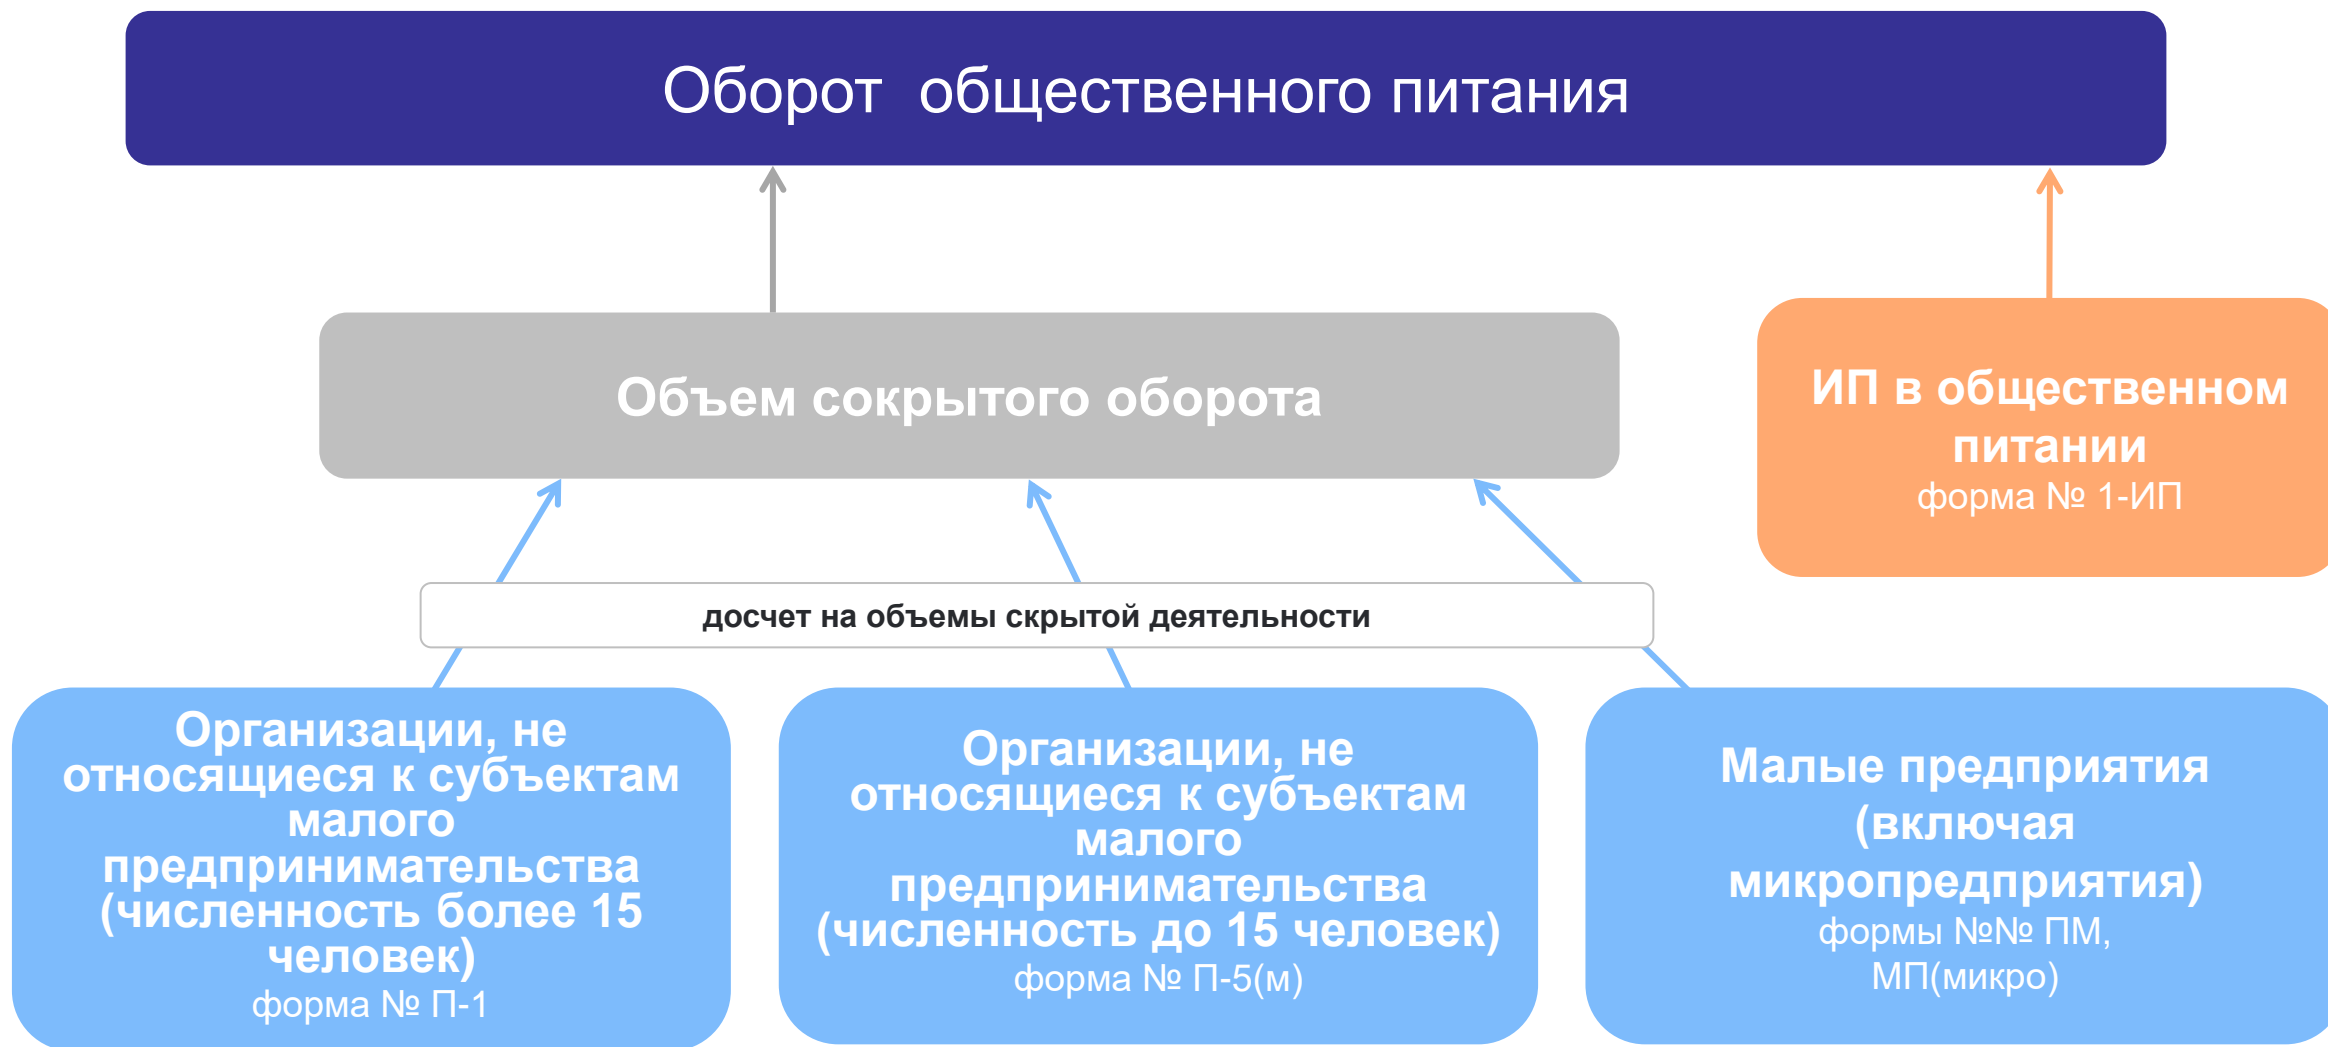 Оборот общественного питания
Объем сокрытого оборота
ИП в общественном
питании
форма № 1-ИП
досчет на объемы скрытой деятельности
Организации, не
относящиеся к субъектам
малого
предпринимательства
(численность более 15
человек)
форма № П-1
Организации, не
относящиеся к субъектам
малого
предпринимательства
(численность до 15 человек)
форма № П-5(м)
Малые предприятия
(включая
микропредприятия)
формы №№ ПМ,
МП(микро)